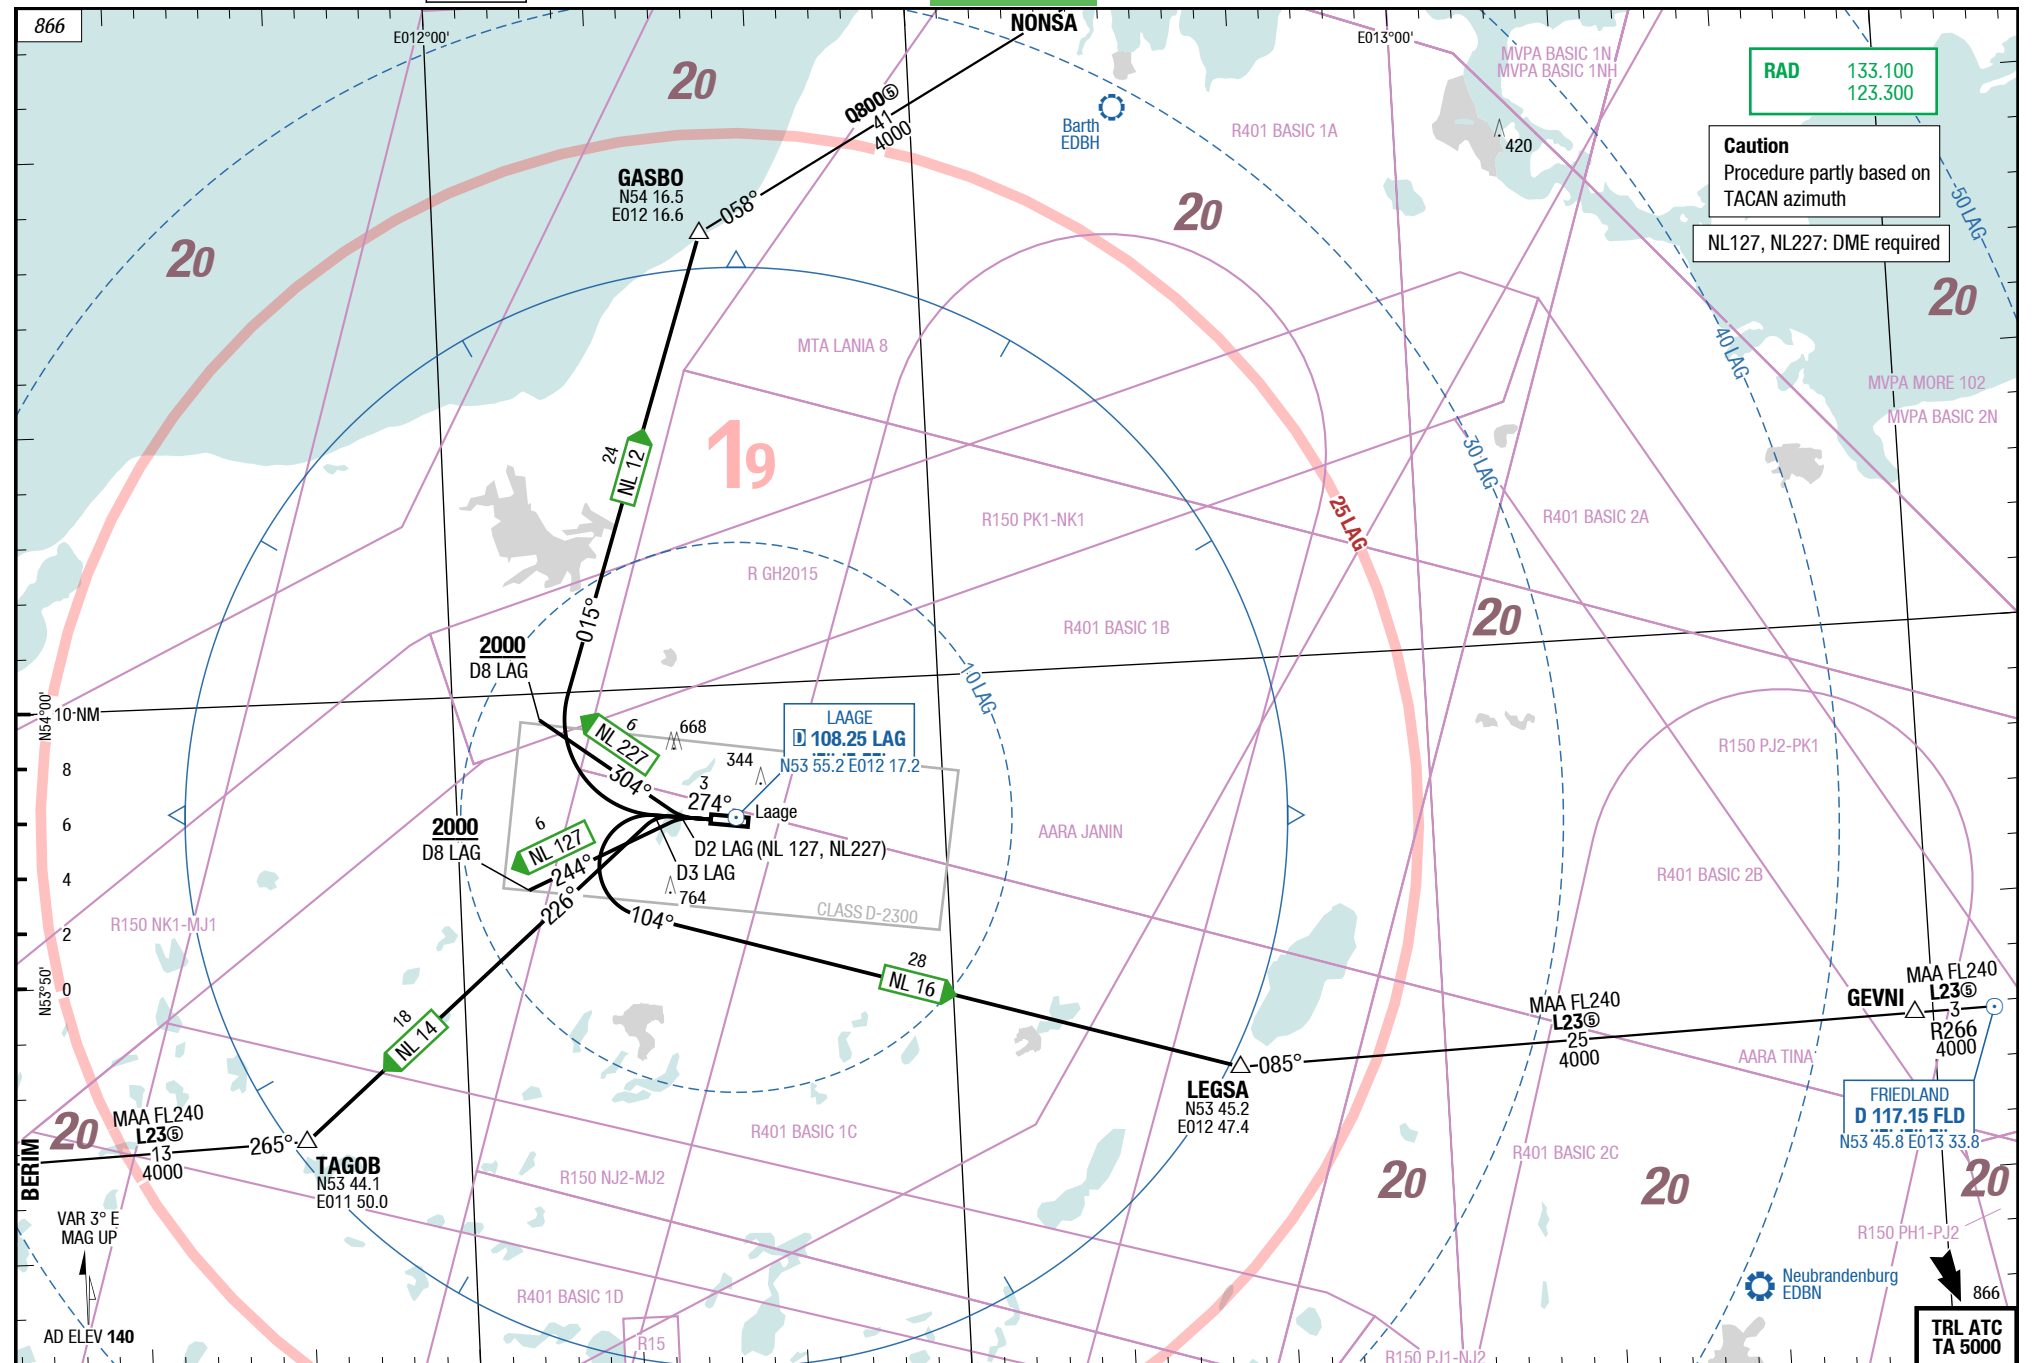 866
E012°00'
NONSA
E013°00'
MVPA BASIC 1N
MVPA BASIC 1NH
RAD 133.100
123.300
20
Q800⑤
41
4000
Barth
EDBH
R401 BASIC 1A
420
Caution
Procedure partly based on
TACAN azimuth
GASBO
N54 16.5
E012 16.6
058°
20
50 LAG
NL127, NL227: DME required
20
20
MTA LANIA 8
40 LAG
MVPA MORE 102
MVPA BASIC 2N
24
NL 12
19
30 LAG
25 LAG
R150 PK1-NK1
R401 BASIC 2A
R GH2015
015°
R401 BASIC 1B
20
2000
D8 LAG
10 LAG
N54°00'
10 NM
6
NL 227
668
LAAGE
D 108.25 LAG
N53 55.2 E012 17.2
344
R150 PJ2-PK1
8
304°
3
274°
Laage
6
6
NL 127
2000
D8 LAG
AARA JANIN
D2 LAG (NL 127, NL227)
244°
D3 LAG
4
R401 BASIC 2B
764
226°
104°
CLASS D-2300
R150 NK1-MJ1
2
28
NL 16
N53°50'
0
MAA FL240
L23⑤
3
R266
4000
GEVNI
MAA FL240
L23⑤
25
4000
18
NL 14
085°
AARA TINA
LEGSA
N53 45.2
E012 47.4
FRIEDLAND
D 117.15 FLD
N53 45.8 E013 33.8
20
MAA FL240
L23⑤
13
4000
265°
BERIM
TAGOB
N53 44.1
E011 50.0
R401 BASIC 1C
R401 BASIC 2C
R150 NJ2-MJ2
20
20
20
VAR 3° E
MAG UP
R150 PH1-PJ2
R401 BASIC 1D
Neubrandenburg
EDBN
866
AD ELEV 140
R15
R150 PJ1-NJ2
TRL ATC
TA 5000